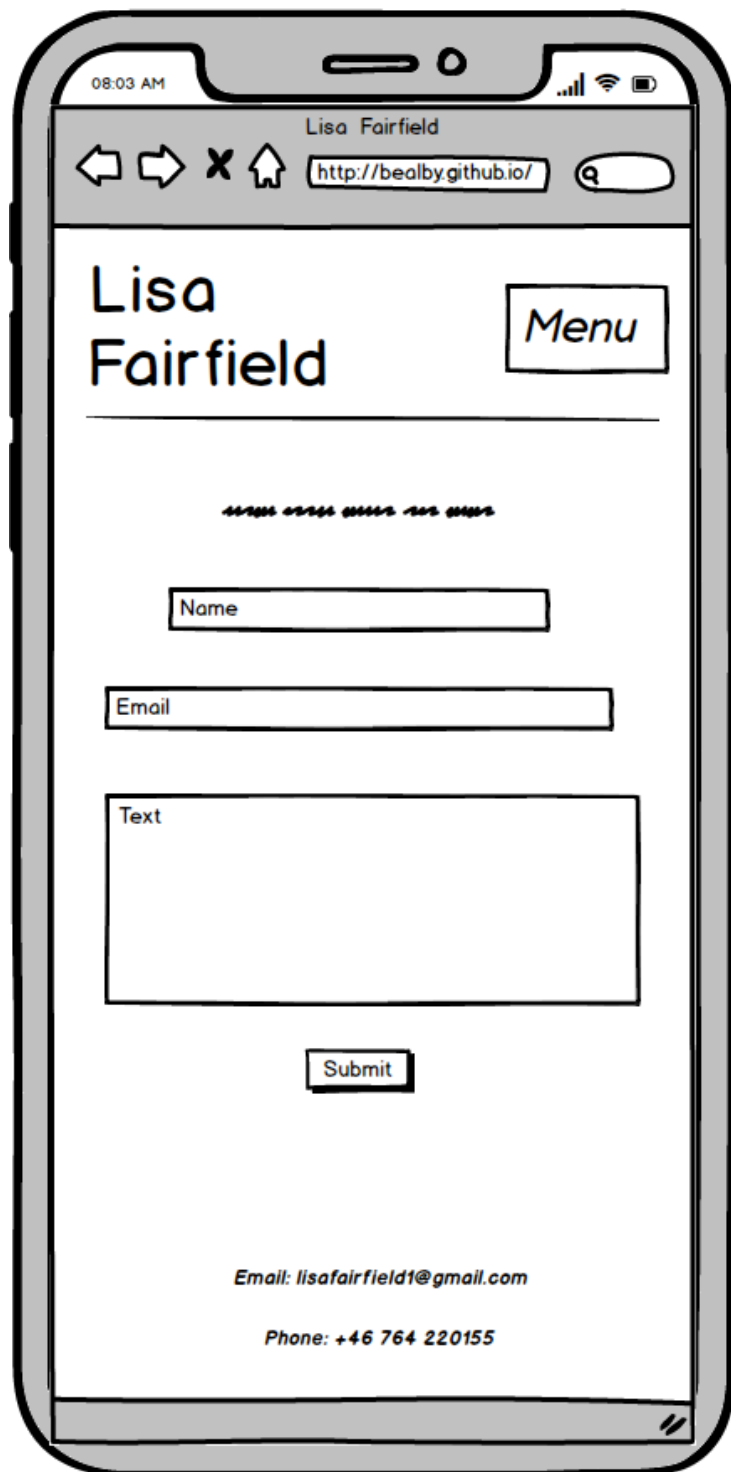 08:03 AM
Lisa Fairfield
http://bealby.github.io/
Lisa
Fairfield
Menu
Name
Email
Text
Submit
Email: lisafairfield1@gmail.com
Phone: +46 764 220155